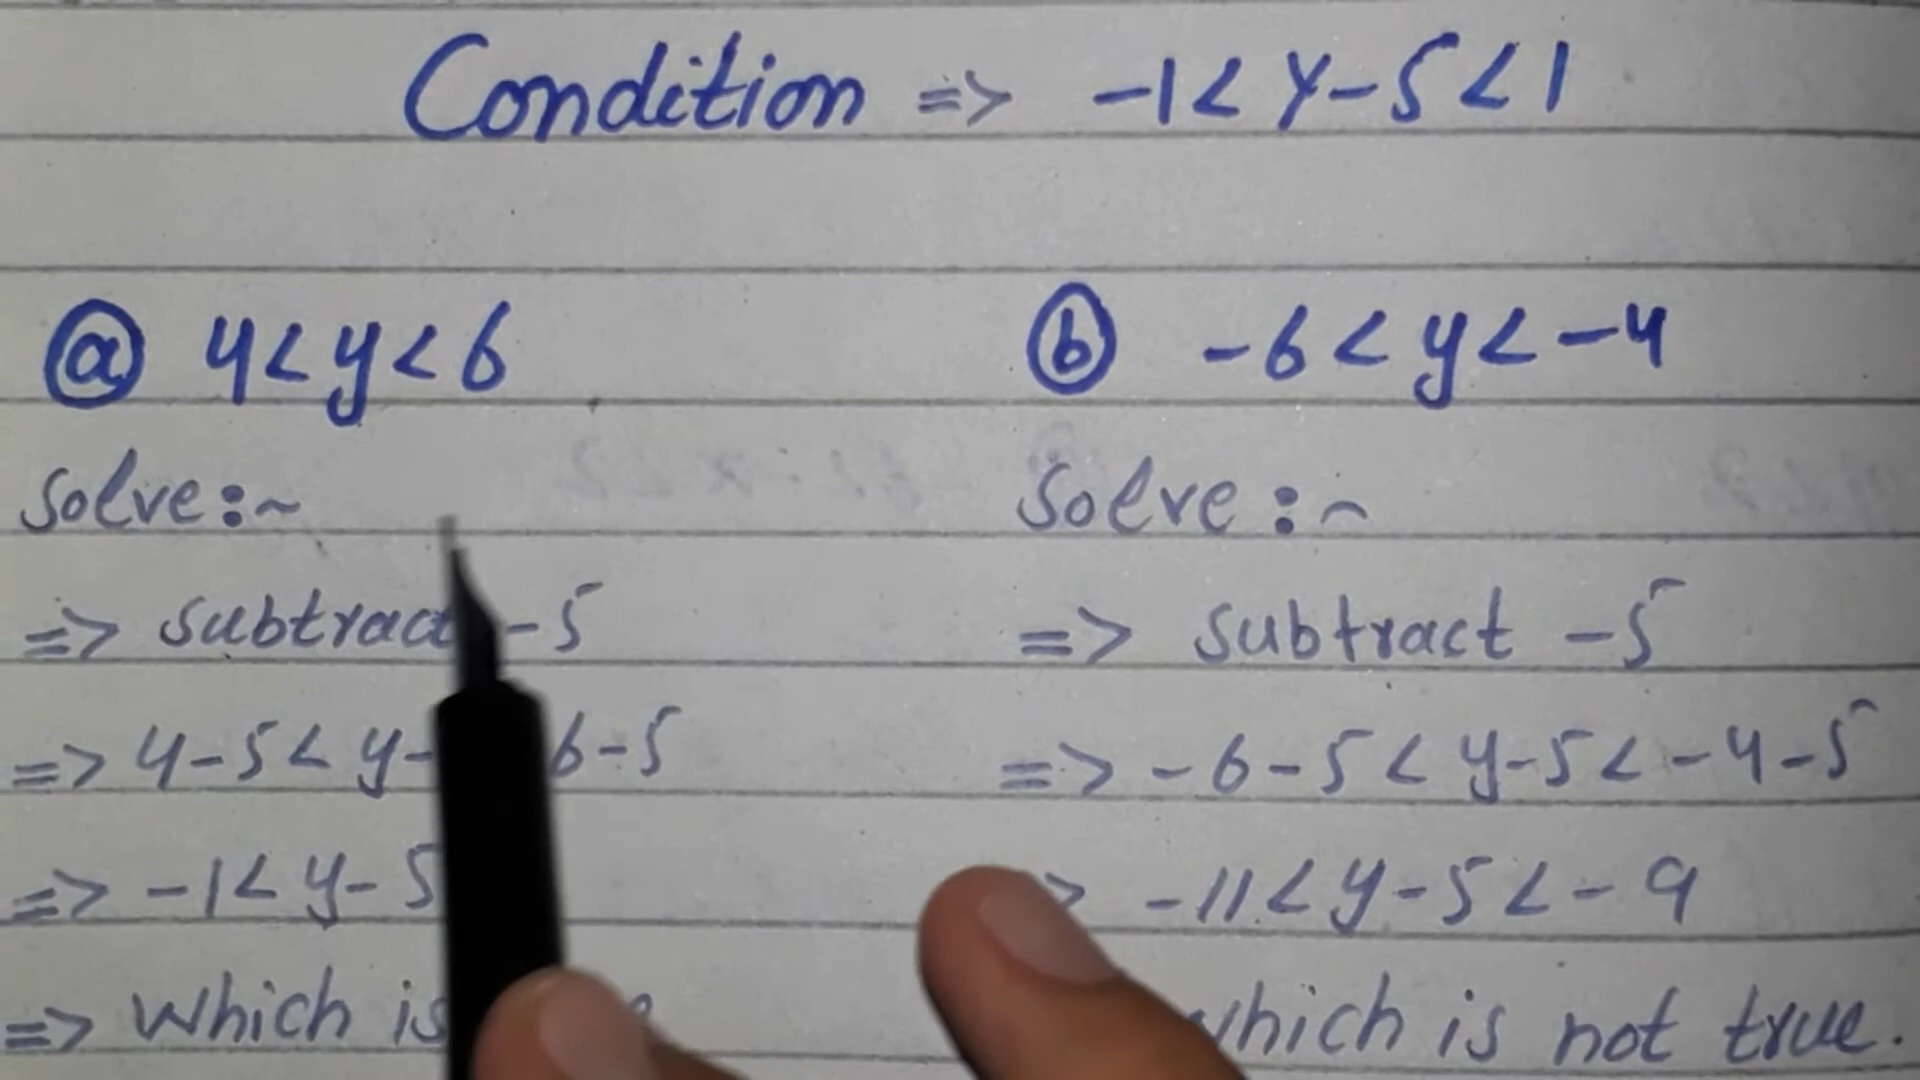 Condition => -1 < y - 5 < 1
ⓐ 4 < y < 6
Solve :~
=> subtract -5
=> 4 - 5 < y - 6 - 5
=> -1 < y - 5
=> which is
ⓑ -6 < y < -4
Solve :~
=> subtract -5
=> -6 - 5 < y - 5 < -4 - 5
> -11 < y - 5 < -9
which is not true.